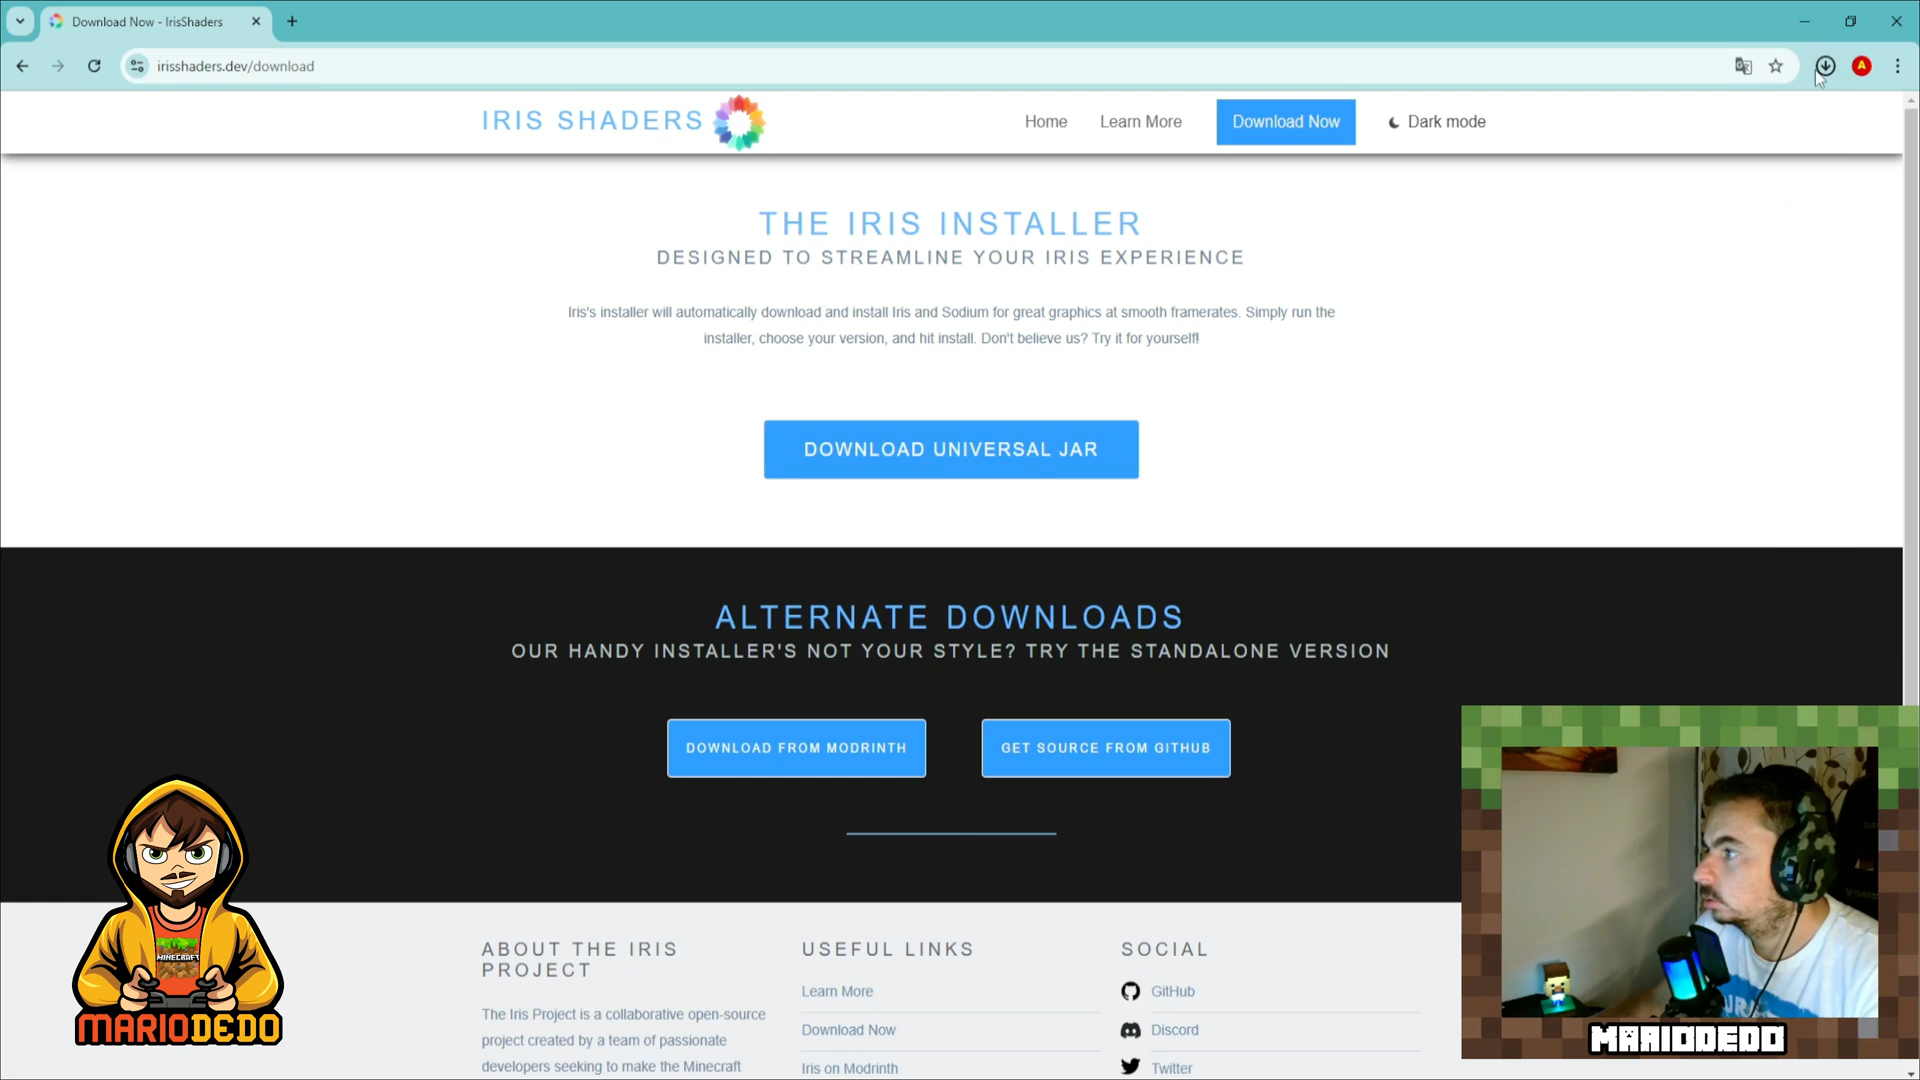 Download Now - IrisShaders
irisshaders.dev/download
A
IRIS SHADERS
Home
Learn More
Download Now
Dark mode
THE IRIS INSTALLER
DESIGNED TO STREAMLINE YOUR IRIS EXPERIENCE
Iris's installer will automatically download and install Iris and Sodium for great graphics at smooth framerates. Simply run the
installer, choose your version, and hit install. Don't believe us? Try it for yourself!
DOWNLOAD UNIVERSAL JAR
ALTERNATE DOWNLOADS
OUR HANDY INSTALLER'S NOT YOUR STYLE? TRY THE STANDALONE VERSION
DOWNLOAD FROM MODRINTH
GET SOURCE FROM GITHUB
ABOUT THE IRIS
PROJECT
The Iris Project is a collaborative open-source
project created by a team of passionate
developers seeking to make the Minecraft
USEFUL LINKS
Learn More
Download Now
Iris on Modrinth
SOCIAL
GitHub
Discord
Twitter
MINECRAFT
MARIODEDO
MARIODEDO